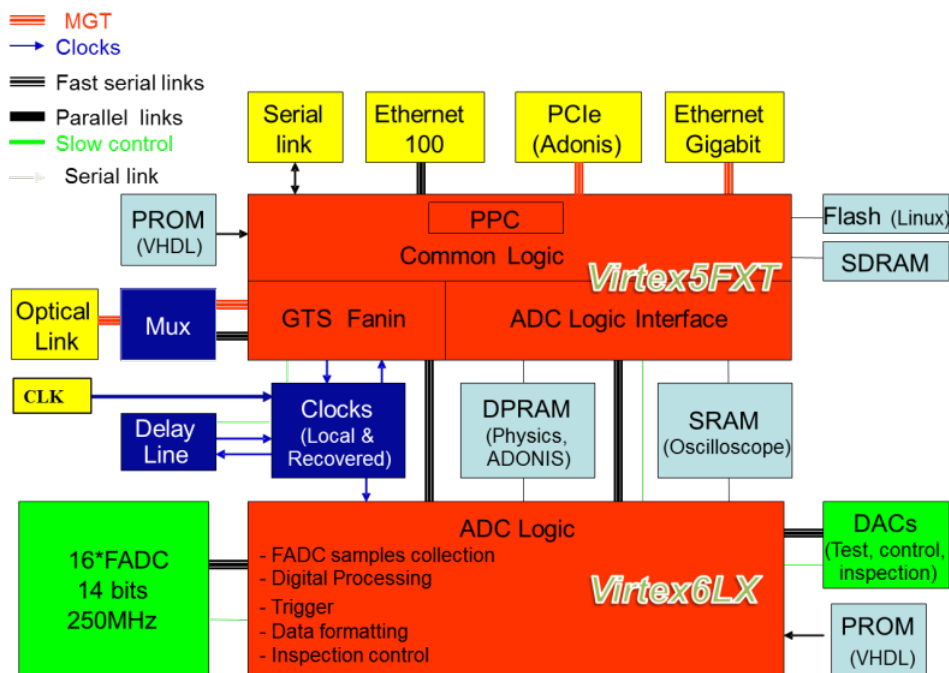 MGT
Clocks
Fast serial links
Parallel links
Slow control
Serial link
Serial
link
Ethernet
100
PCIe
(Adonis)
Ethernet
Gigabit
PROM
(VHDL)
PPC
Common Logic
Virtex5FXT
Flash (Linux)
SDRAM
Optical
Link
Mux
GTS Fanin
ADC Logic Interface
CLK
Delay
Line
Clocks
(Local &
Recovered)
DPRAM
(Physics,
ADONIS)
SRAM
(Oscilloscope)
16*FADC
14 bits
250MHz
ADC Logic
- FADC samples collection
- Digital Processing
- Trigger
- Data formatting
- Inspection control
Virtex6LX
DACs
(Test, control,
inspection)
PROM
(VHDL)